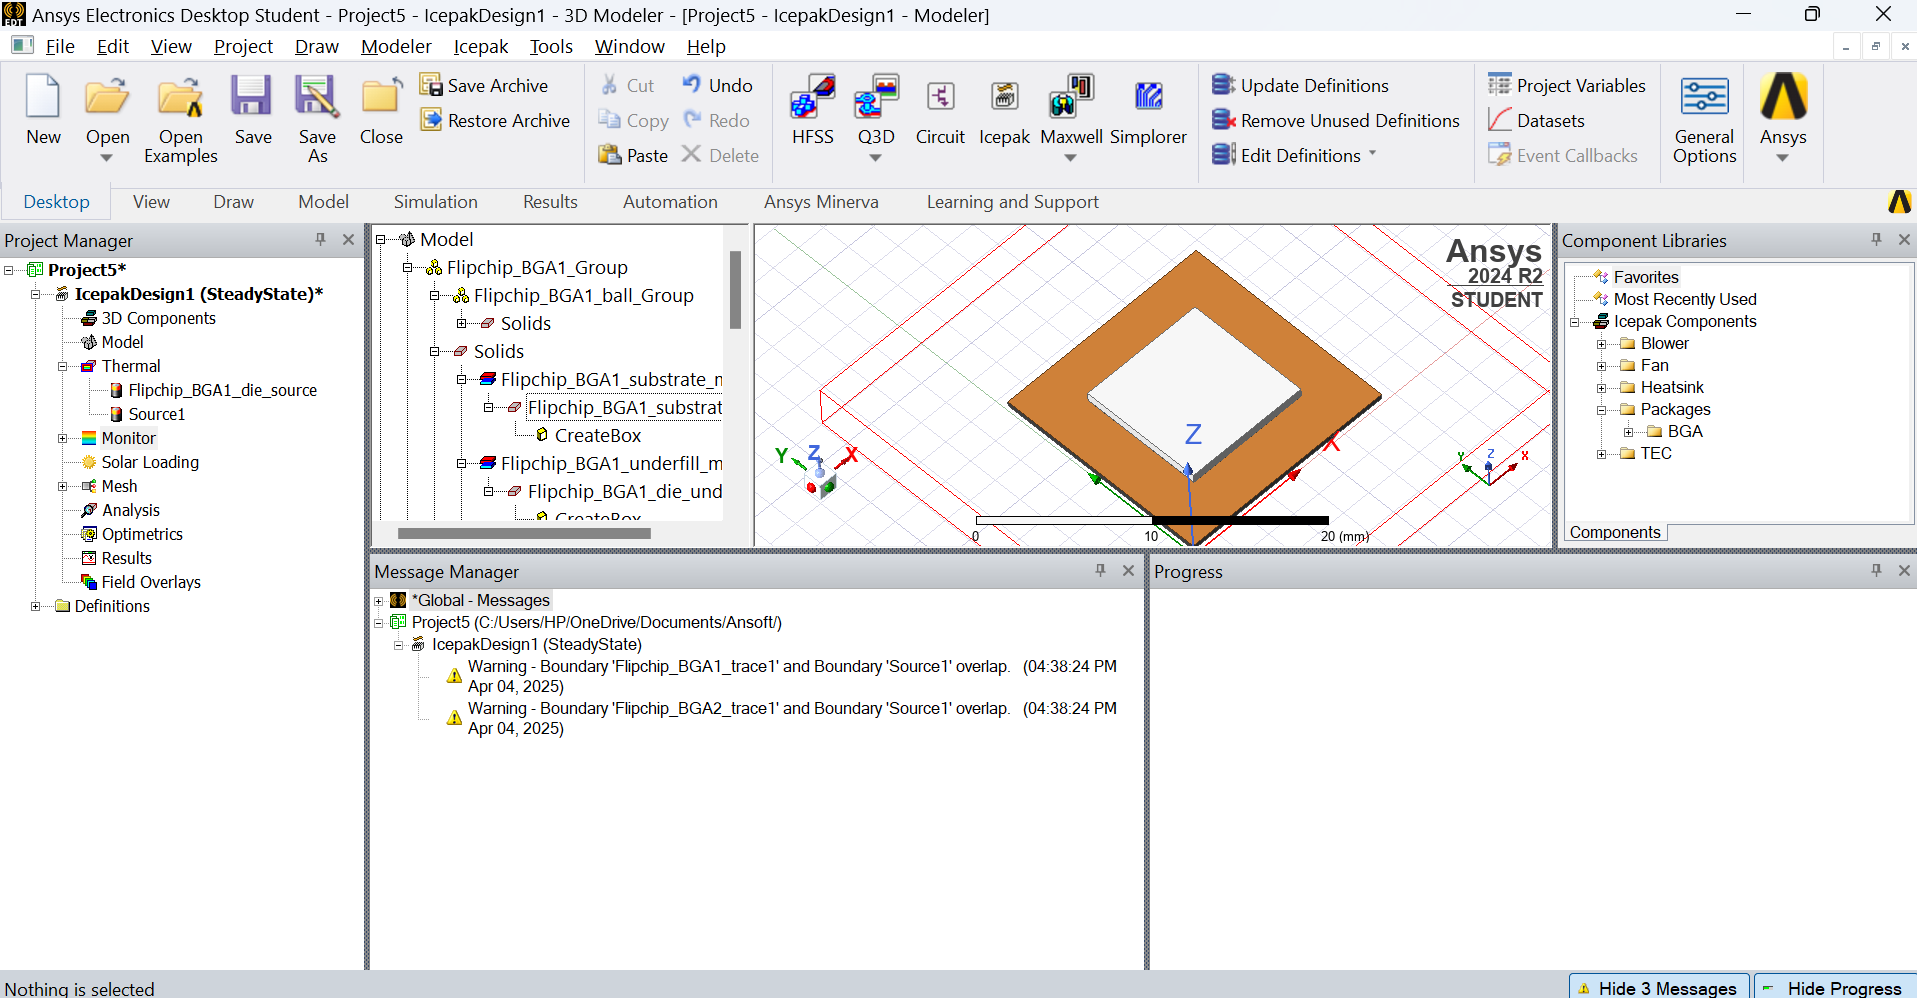 Ansys Electronics Desktop Student - Project5 - IcepakDesign1 - 3D Modeler - [Project5 - IcepakDesign1 - Modeler]
File Edit View Project Draw Modeler Icepak Tools Window Help
New
Open
Open Examples
Save
Save As
Close
Save Archive
Restore Archive
Cut
Copy
Paste
Undo
Redo
Delete
HFSS
Q3D
Circuit
Icepak
Maxwell
Simplorer
Update Definitions
Remove Unused Definitions
Edit Definitions
Project Variables
Datasets
Event Callbacks
General Options
Ansys
Desktop View Draw Model Simulation Results Automation Ansys Minerva Learning and Support
Project Manager
Project5*
IcepakDesign1 (SteadyState)*
3D Components
Model
Thermal
Flipchip_BGA1_die_source
Source1
Monitor
Solar Loading
Mesh
Analysis
Optimetrics
Results
Field Overlays
Definitions
Model
Flipchip_BGA1_Group
Flipchip_BGA1_ball_Group
Solids
Solids
Flipchip_BGA1_substrate_m
Flipchip_BGA1_substrat
CreateBox
Flipchip_BGA1_underfill_m
Flipchip_BGA1_die_und
CreateBox
Ansys
2024 R2
STUDENT
Z
X
Y Z X
Y Z X
0 10 20 (mm)
Component Libraries
Favorites
Most Recently Used
Icepak Components
Blower
Fan
Heatsink
Packages
BGA
TEC
Components
Message Manager
*Global - Messages
Project5 (C:/Users/HP/OneDrive/Documents/Ansoft/)
IcepakDesign1 (SteadyState)
Warning - Boundary 'Flipchip_BGA1_trace1' and Boundary 'Source1' overlap. (04:38:24 PM
Apr 04, 2025)
Warning - Boundary 'Flipchip_BGA2_trace1' and Boundary 'Source1' overlap. (04:38:24 PM
Apr 04, 2025)
Progress
Nothing is selected
Hide 3 Messages
Hide Progress